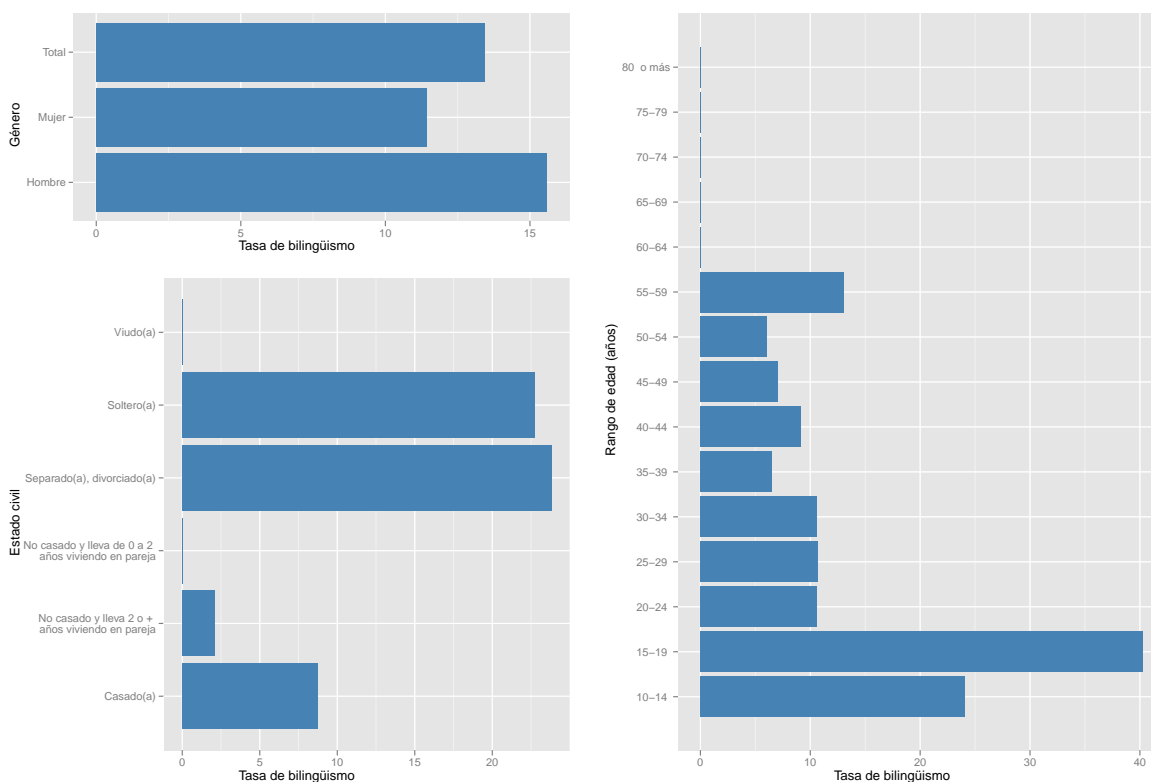 Género
Total
Mujer
Hombre
0 5 10 15
Tasa de bilingüismo
Estado civil
Viudo(a)
Soltero(a)
Separado(a), divorciado(a)
No casado y lleva de 0 a 2
años viviendo en pareja
No casado y lleva 2 o +
años viviendo en pareja
Casado(a)
0 5 10 15 20
Tasa de bilingüismo
Rango de edad (años)
80 o más
75−79
70−74
65−69
60−64
55−59
50−54
45−49
40−44
35−39
30−34
25−29
20−24
15−19
10−14
0 10 20 30 40
Tasa de bilingüismo